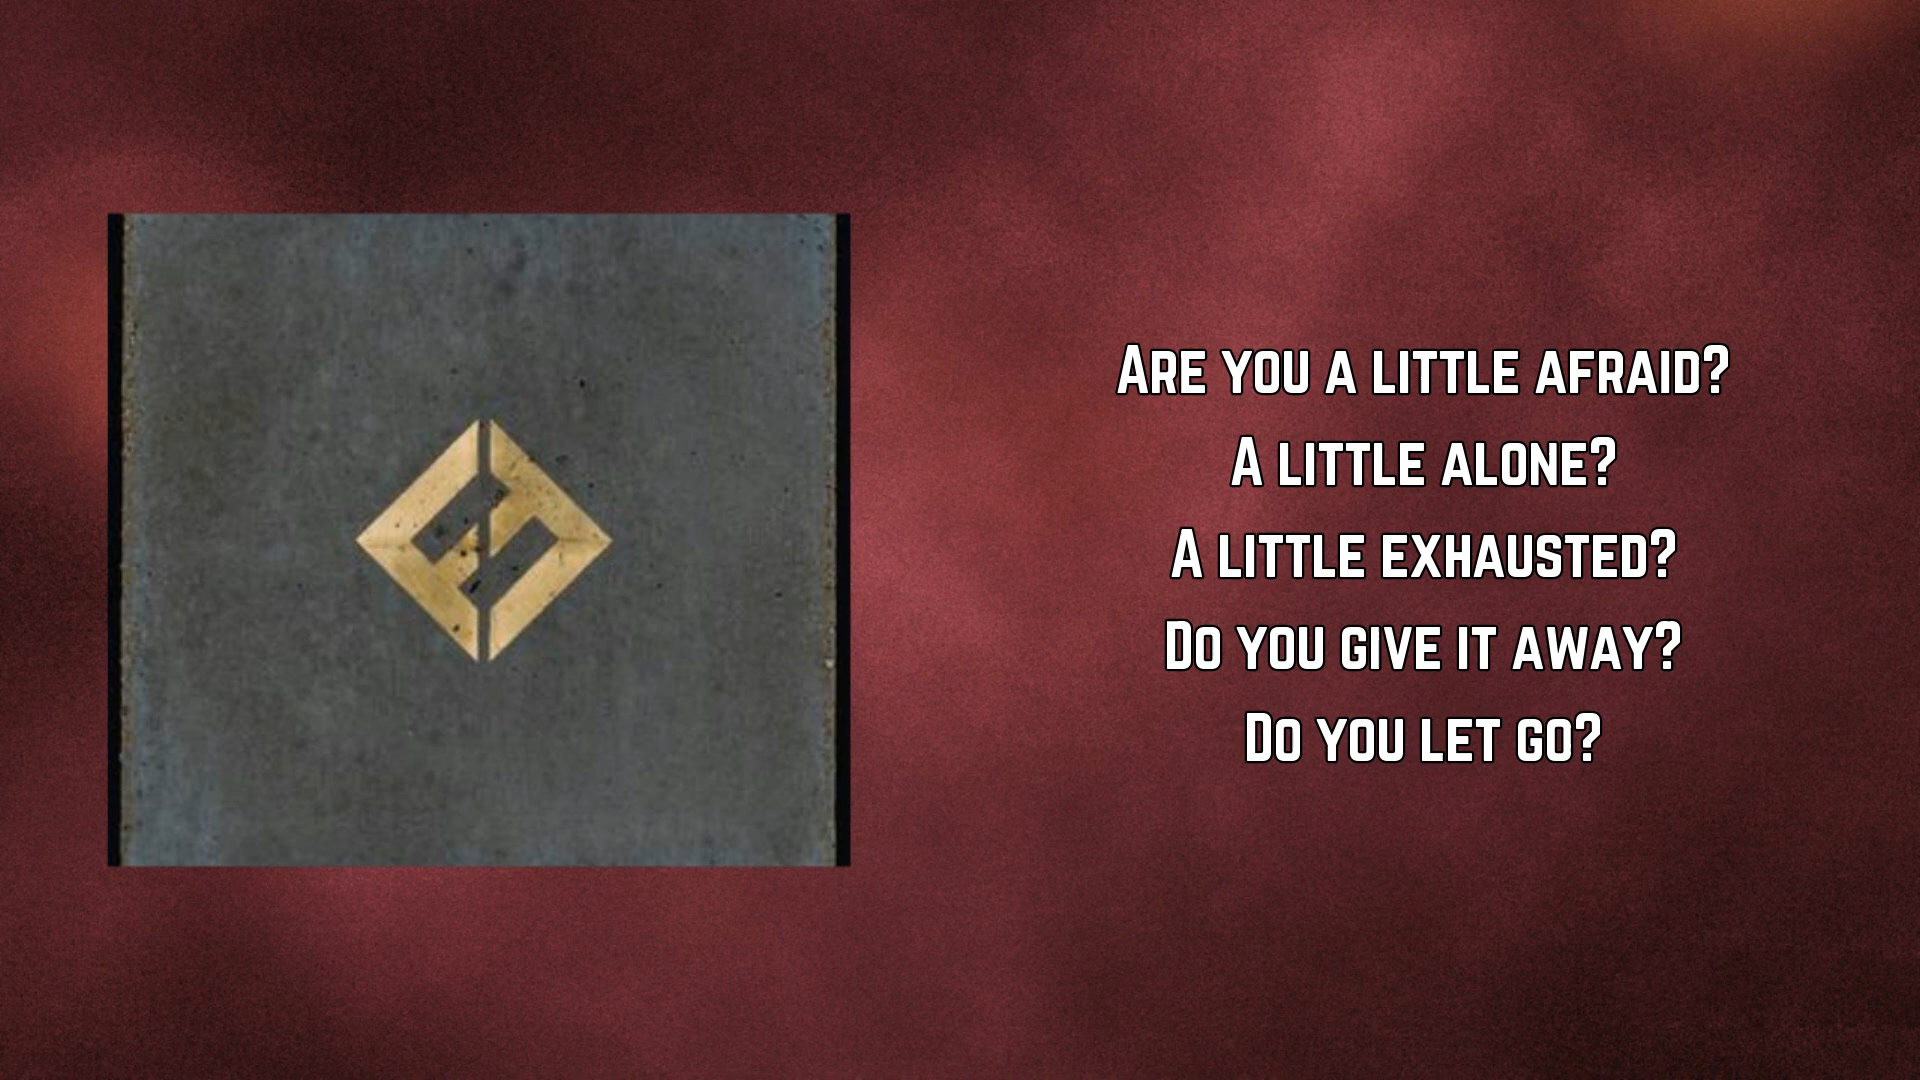 Are you a little afraid?
A little alone?
A little exhausted?
Do you give it away?
Do you let go?